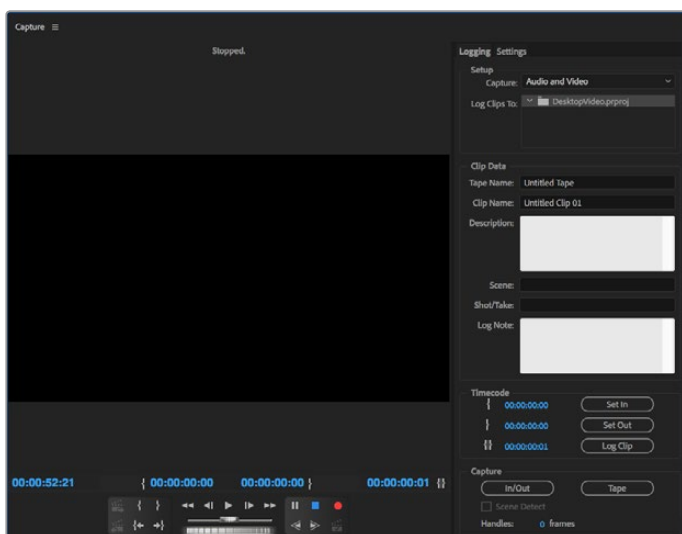 Capture
Stopped.
Logging Settings
Setup
Capture: Audio and Video
Log Clips To: DesktopVideo.prproj
Clip Data
Tape Name: Untitled Tape
Clip Name: Untitled Clip 01
Description:
Scene:
Shot/Take:
Log Note:
Timecode
{ 00:00:00:00 Set In
} 00:00:00:00 Set Out
{} 00:00:00:01 Log Clip
00:00:52:21 { 00:00:00:00 00:00:00:00 } 00:00:00:01 {}
Capture
In/Out Tape
Scene Detect
Handles: 0 frames